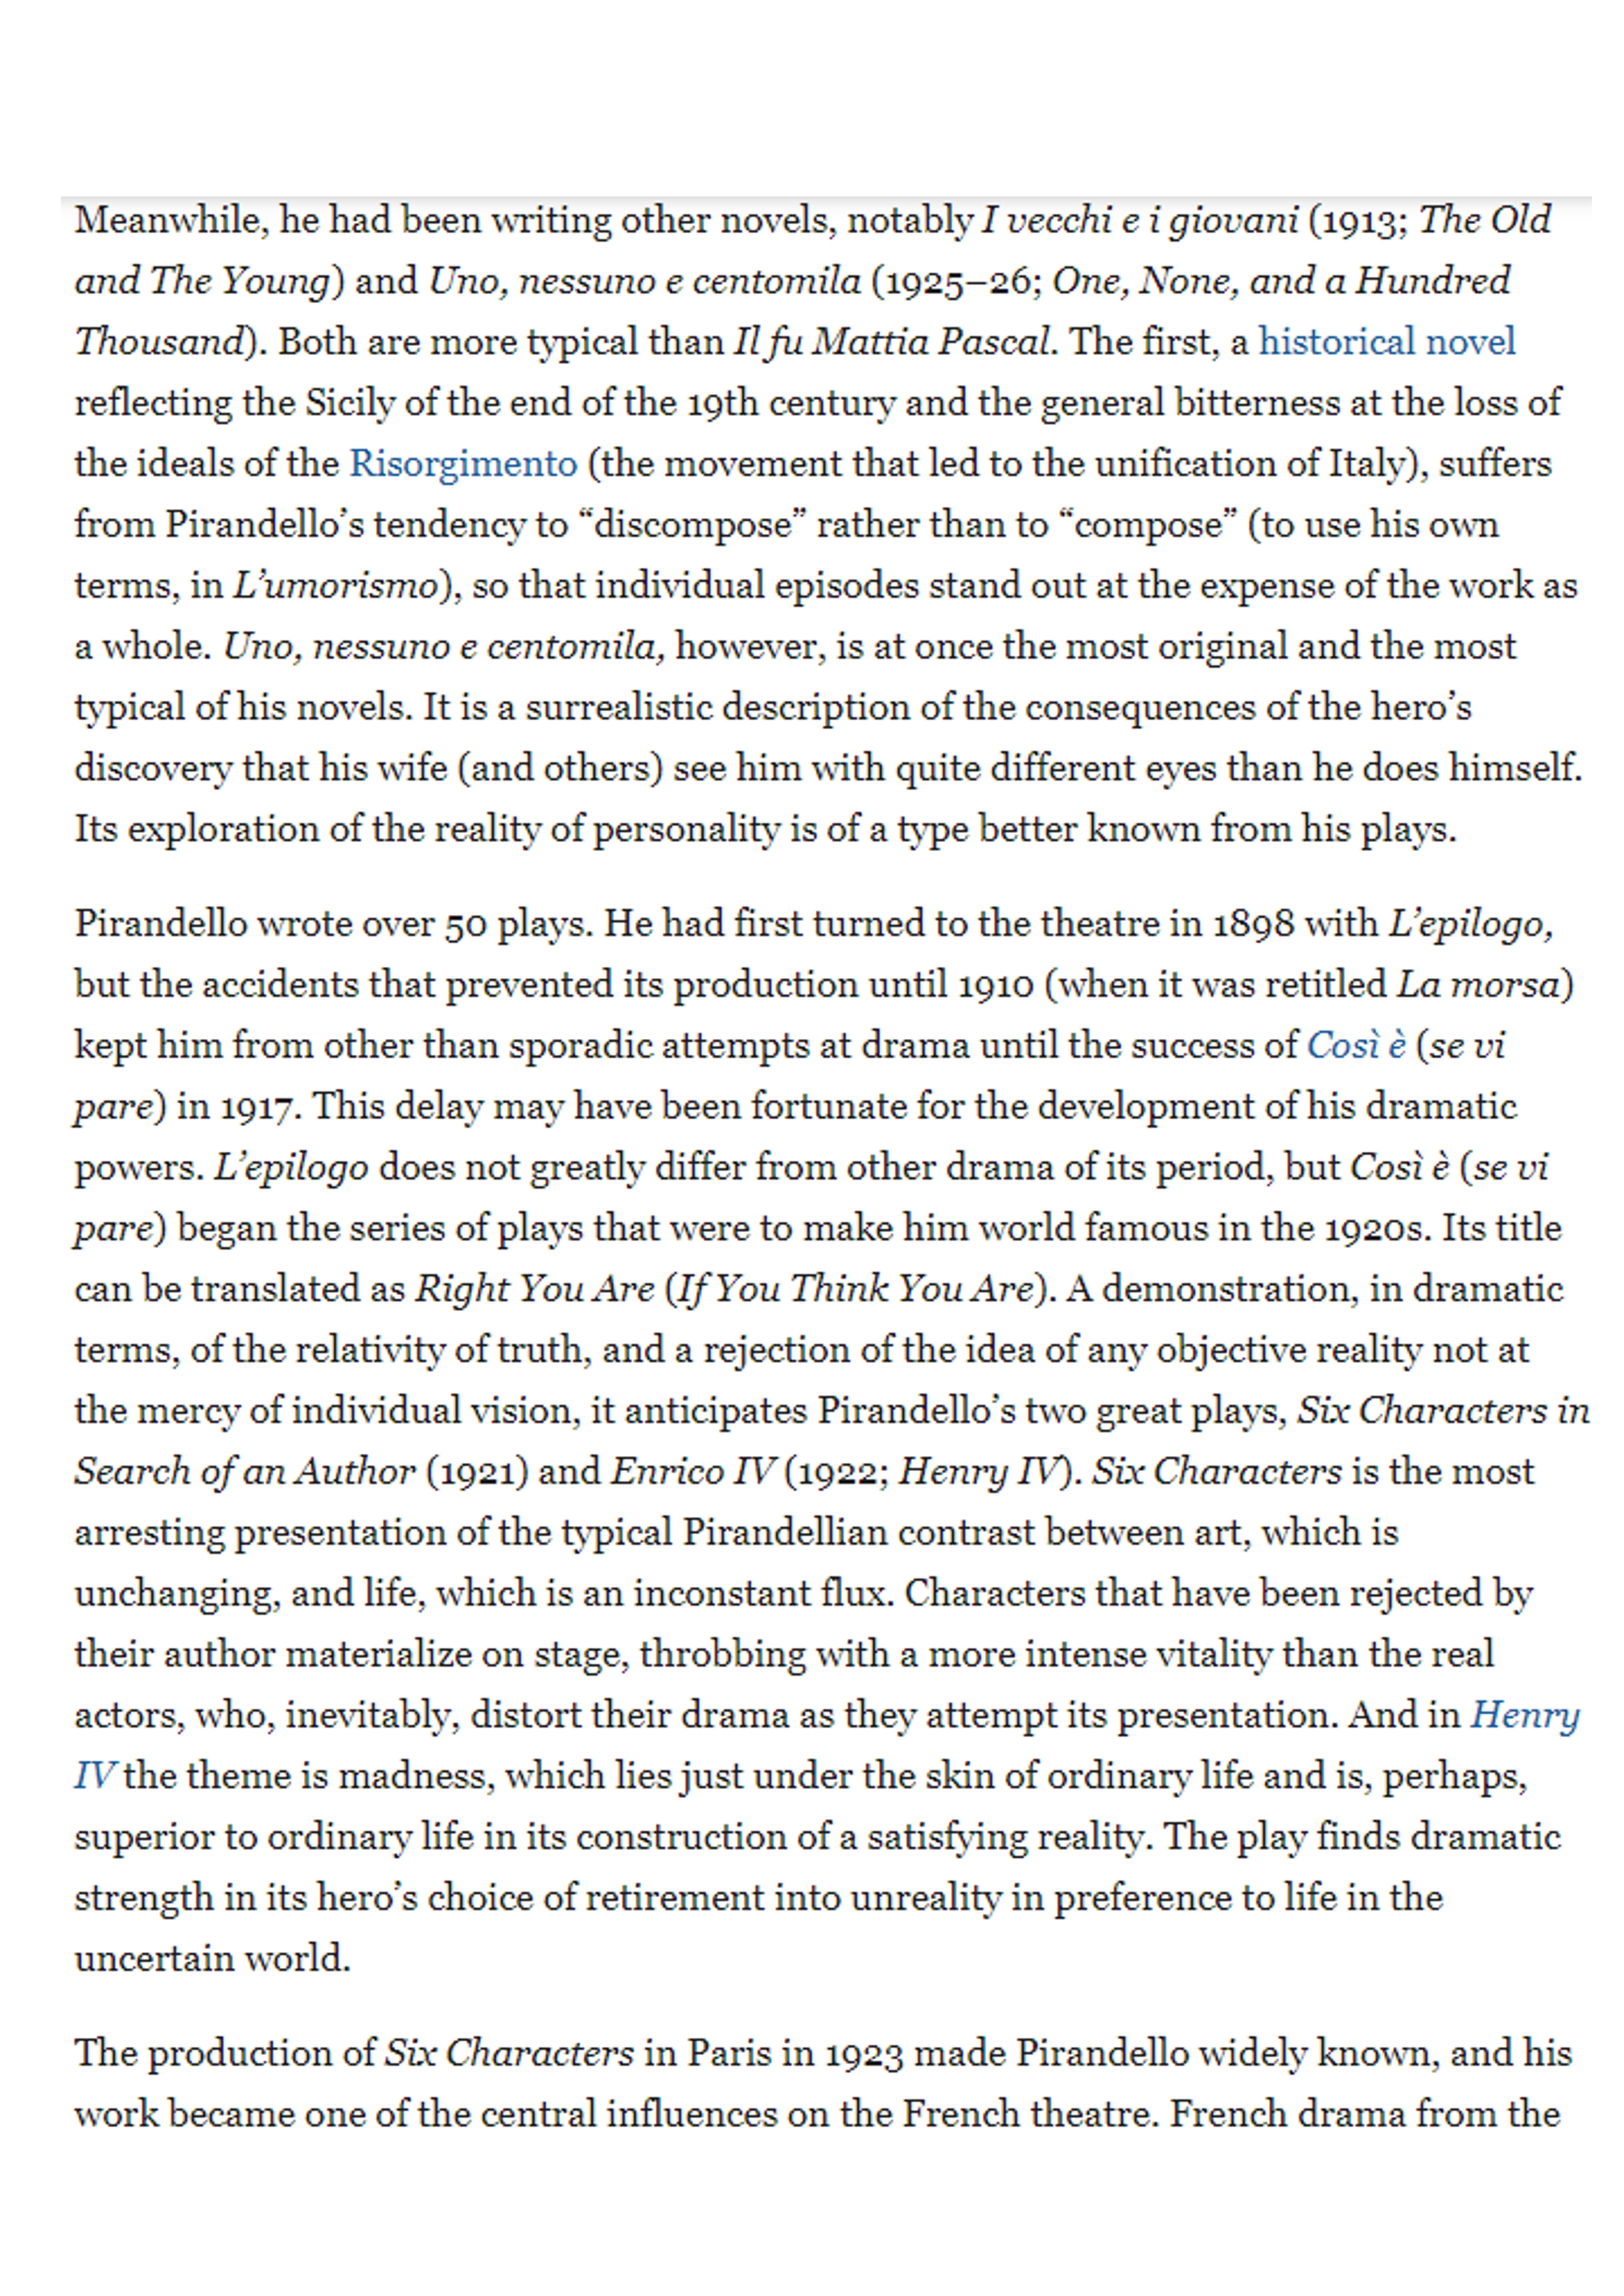 Meanwhile, he had been writing other novels, notably I vecchi e i giovani (1913; The Old
and The Young) and Uno, nessuno e centomila (1925–26; One, None, and a Hundred
Thousand). Both are more typical than Il fu Mattia Pascal. The first, a historical novel
reflecting the Sicily of the end of the 19th century and the general bitterness at the loss of
the ideals of the Risorgimento (the movement that led to the unification of Italy), suffers
from Pirandello’s tendency to “discompose” rather than to “compose” (to use his own
terms, in L’umorismo), so that individual episodes stand out at the expense of the work as
a whole. Uno, nessuno e centomila, however, is at once the most original and the most
typical of his novels. It is a surrealistic description of the consequences of the hero’s
discovery that his wife (and others) see him with quite different eyes than he does himself.
Its exploration of the reality of personality is of a type better known from his plays.
Pirandello wrote over 50 plays. He had first turned to the theatre in 1898 with L’epilogo,
but the accidents that prevented its production until 1910 (when it was retitled La morsa)
kept him from other than sporadic attempts at drama until the success of Così è (se vi
pare) in 1917. This delay may have been fortunate for the development of his dramatic
powers. L’epilogo does not greatly differ from other drama of its period, but Così è (se vi
pare) began the series of plays that were to make him world famous in the 1920s. Its title
can be translated as Right You Are (If You Think You Are). A demonstration, in dramatic
terms, of the relativity of truth, and a rejection of the idea of any objective reality not at
the mercy of individual vision, it anticipates Pirandello’s two great plays, Six Characters in
Search of an Author (1921) and Enrico IV (1922; Henry IV). Six Characters is the most
arresting presentation of the typical Pirandellian contrast between art, which is
unchanging, and life, which is an inconstant flux. Characters that have been rejected by
their author materialize on stage, throbbing with a more intense vitality than the real
actors, who, inevitably, distort their drama as they attempt its presentation. And in Henry
IV the theme is madness, which lies just under the skin of ordinary life and is, perhaps,
superior to ordinary life in its construction of a satisfying reality. The play finds dramatic
strength in its hero’s choice of retirement into unreality in preference to life in the
uncertain world.
The production of Six Characters in Paris in 1923 made Pirandello widely known, and his
work became one of the central influences on the French theatre. French drama from the